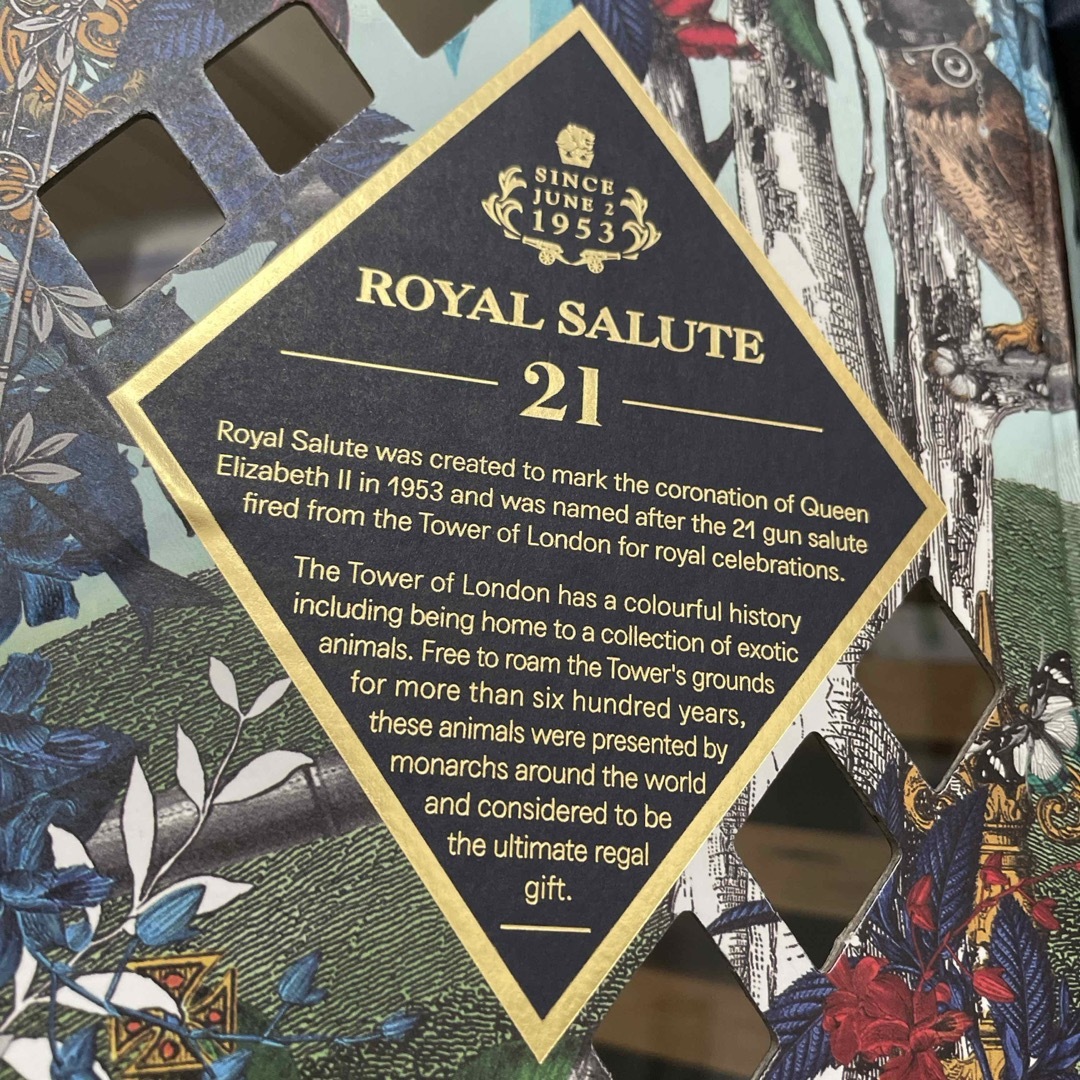 SINCE
JUNE 2
1953
ROYAL SALUTE
21
Royal Salute was created to mark the coronation of Queen
Elizabeth II in 1953 and was named after the 21 gun salute
fired from the Tower of London for royal celebrations.
The Tower of London has a colourful history
including being home to a collection of exotic
animals. Free to roam the Tower's grounds
for more than six hundred years,
these animals were presented by
monarchs around the world
and considered to be
the ultimate regal
gift.